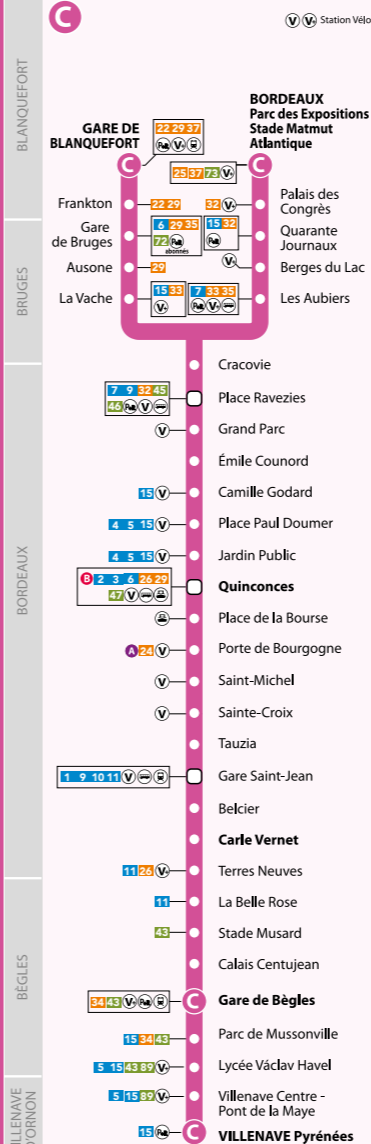 C
V V+ Station Vélo
BLANQUEFORT
GARE DE
BLANQUEFORT
22 29 37
P+R V+
C
BORDEAUX
Parc des Expositions
Stade Matmut
Atlantique
25 37 73 V+
C
Frankton
22 29
32 V+
Palais des
Congrès
Gare
de Bruges
6 29 35
72 P+R
abonnés
15 32
P+R
Quarante
Journaux
Ausone
29
V+
Berges du Lac
La Vache
15 33
V+
7 33 35
P+R V+
Les Aubiers
BRUGES
BORDEAUX
Cracovie
7 9 32 45
46 P+R V
Place Ravezies
V
Grand Parc
Émile Counord
15 V
Camille Godard
4 5 15 V
Place Paul Doumer
4 5 15 V
Jardin Public
B 2 3 6 26 29
47 V
Quinconces
Place de la Bourse
A 24 V
Porte de Bourgogne
V
Saint-Michel
V
Sainte-Croix
Tauzia
1 9 10 11 V
Gare Saint-Jean
Belcier
Carle Vernet
11 26 V+
Terres Neuves
BÈGLES
11
La Belle Rose
43
Stade Musard
Calais Centujean
34 43 V+ P+R
C
Gare de Bègles
15 34 43
Parc de Mussonville
5 15 43 89 V+
Lycée Václav Havel
VILLENAVE
D'ORNON
5 15 89 V+
Villenave Centre -
Pont de la Maye
15 P+R
C
VILLENAVE Pyrénées